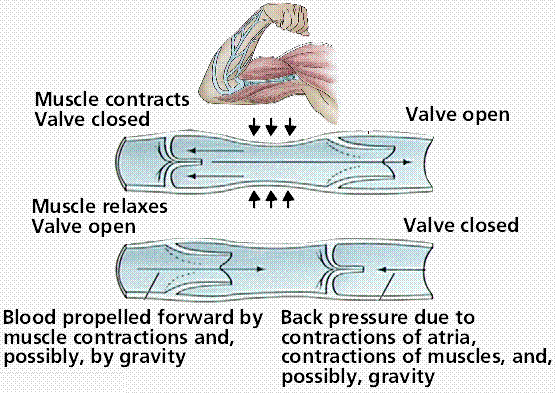 Muscle contracts
Valve closed
Valve open
Muscle relaxes
Valve open
Valve closed
Blood propelled forward by
muscle contractions and,
possibly, by gravity
Back pressure due to
contractions of atria,
contractions of muscles, and,
possibly, gravity